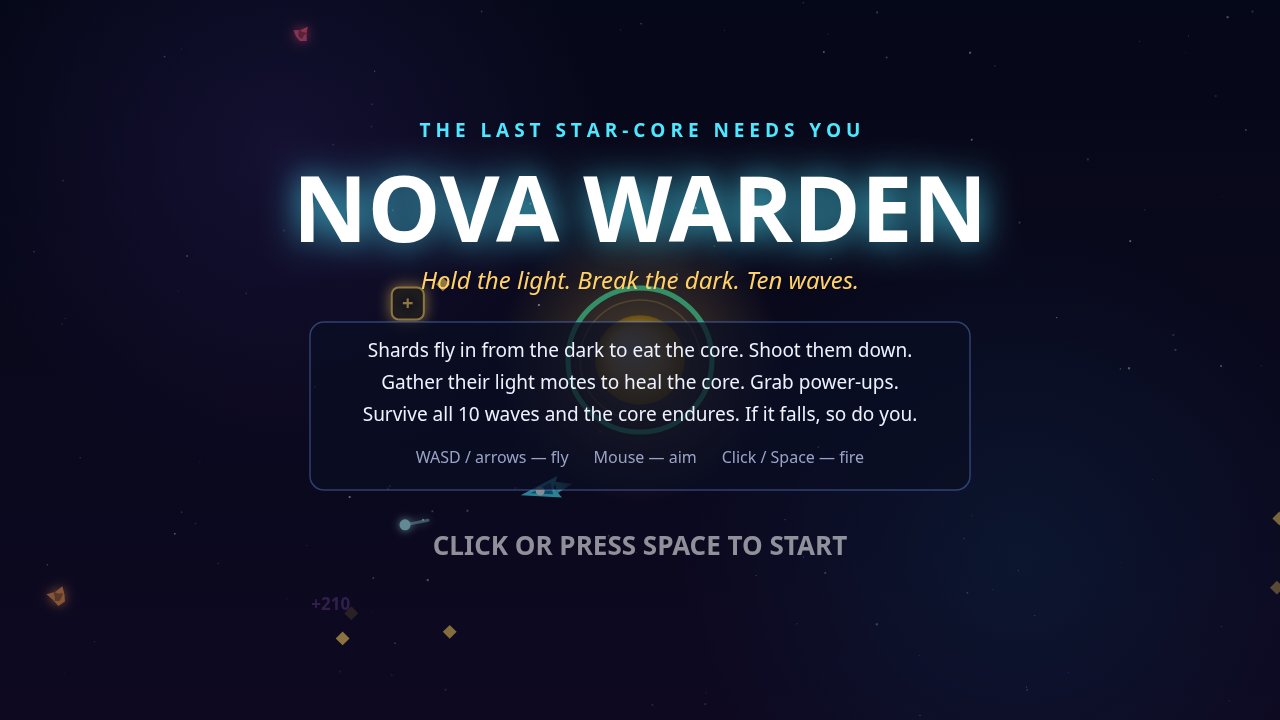 THE LAST STAR-CORE NEEDS YOU
NOVA WARDEN
Hold the light. Break the dark. Ten waves.
+
Shards fly in from the dark to eat the core. Shoot them down.
Gather their light motes to heal the core. Grab power-ups.
Survive all 10 waves and the core endures. If it falls, so do you.
WASD / arrows — fly Mouse — aim Click / Space — fire
CLICK OR PRESS SPACE TO START
+210